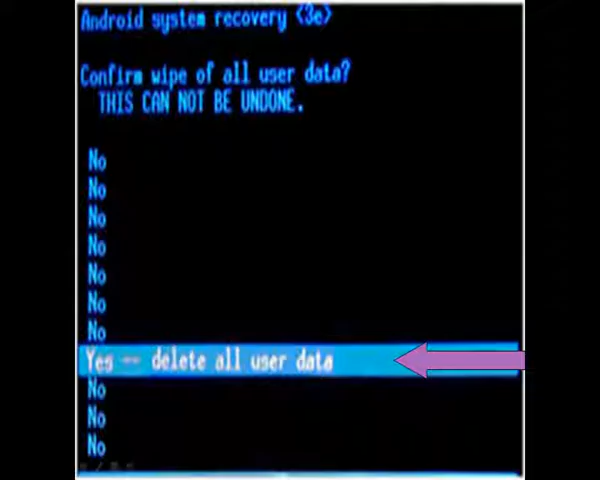 Android system recovery <3e>
Confirm wipe of all user data?
THIS CAN NOT BE UNDONE.
No
No
No
No
No
No
No
Yes -- delete all user data
No
No
No